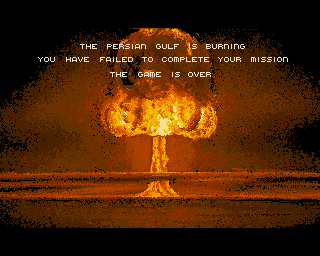 THE PERSIAN GULF IS BURNING
YOU HAVE FAILED TO COMPLETE YOUR MISSION
THE GAME IS OVER